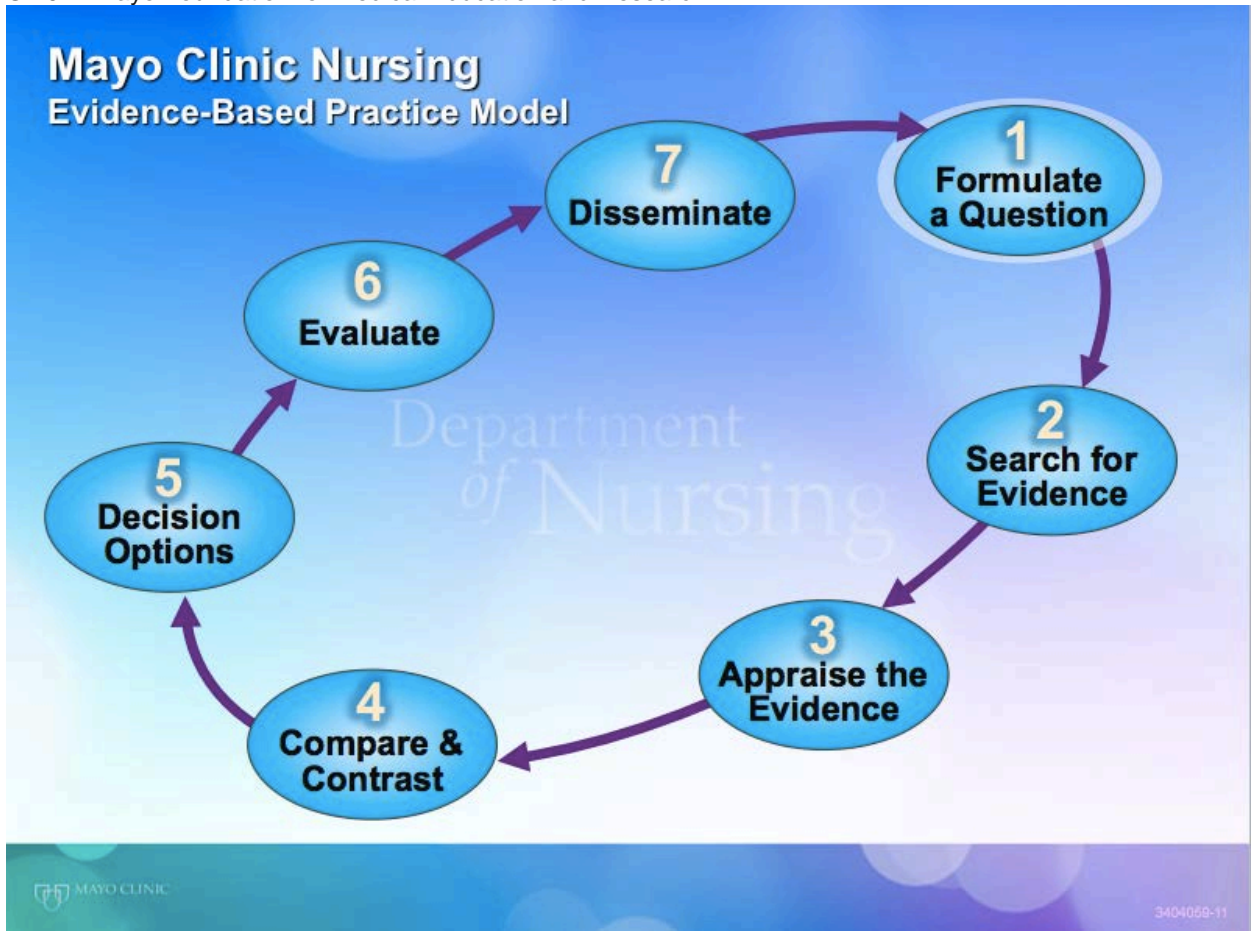 Mayo Clinic Nursing
Evidence-Based Practice Model
1
Formulate
a Question
2
Search for
Evidence
3
Appraise the
Evidence
4
Compare &
Contrast
5
Decision
Options
6
Evaluate
7
Disseminate
Department
of Nursing
MAYO CLINIC
3404059-11